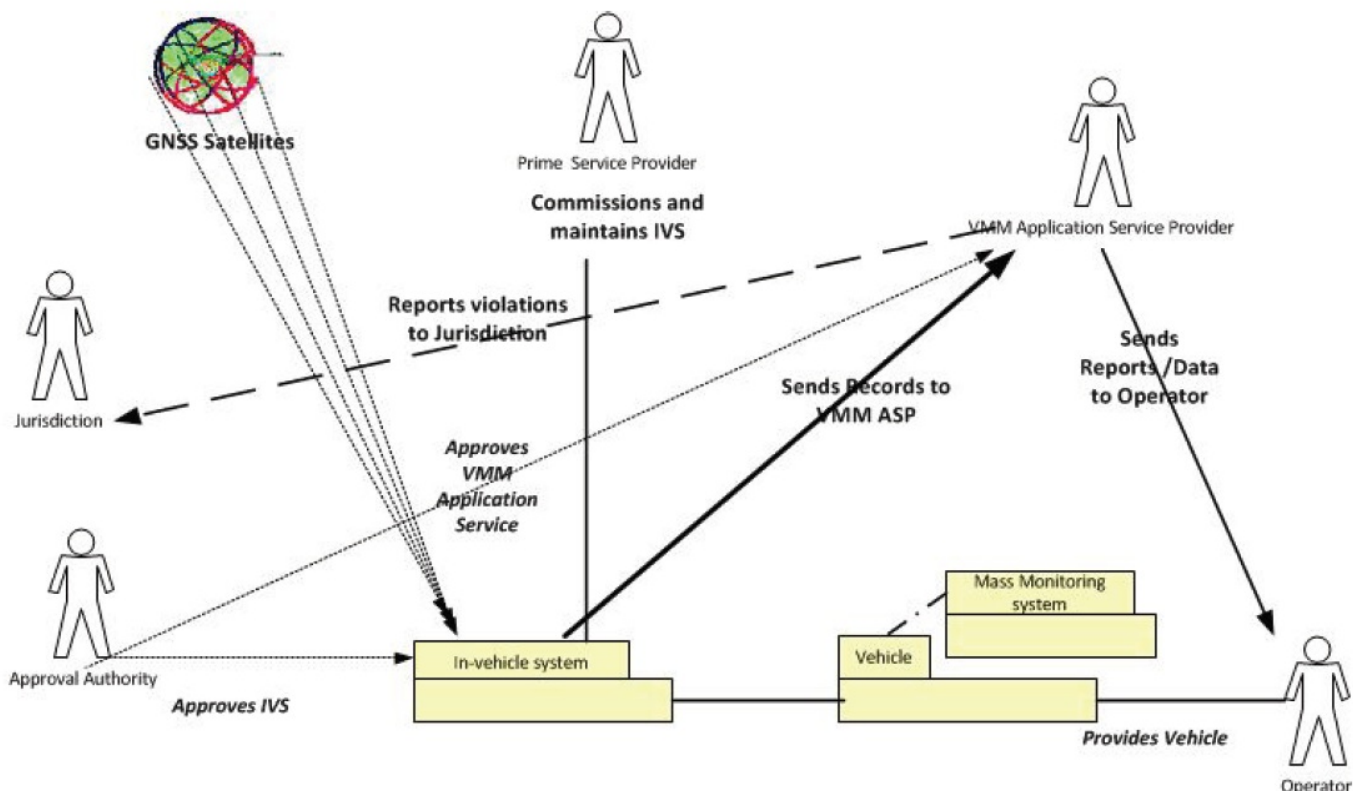 GNSS Satellites
Prime Service Provider
Commissions and
maintains IVS
VMM Application Service Provider
Reports violations
to Jurisdiction
Jurisdiction
Sends
Reports /Data
to Operator
Sends Records to
VMM ASP
Approves
VMM
Application
Service
Mass Monitoring
system
In-vehicle system
Vehicle
Approval Authority
Approves IVS
Provides Vehicle
Operator